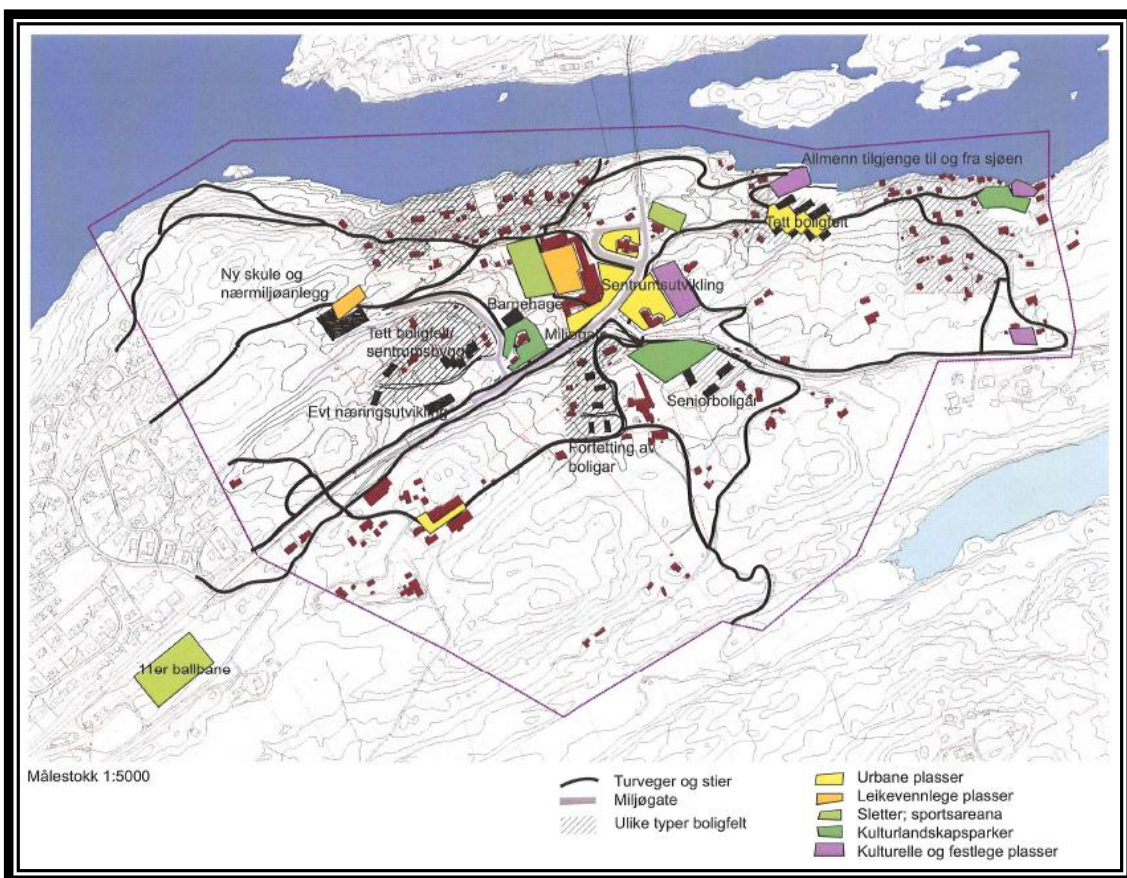 Allmenn tilgjenge til og fra sjøen
Tett boligfelt
Ny skule og
nærmiljøanlegg
Sentrumsutvikling
Barnehage
Tett boligfelt/
sentrumsbygg
Miljøgate
Evt næringsutvikling
Seniorboligar
Fortetting av
boligar
11er ballbane
Målestokk 1:5000
Turveger og stier
Miljøgate
Ulike typer boligfelt
Urbane plasser
Leikevennlege plasser
Sletter; sportsareana
Kulturlandskapsparker
Kulturelle og festlege plasser